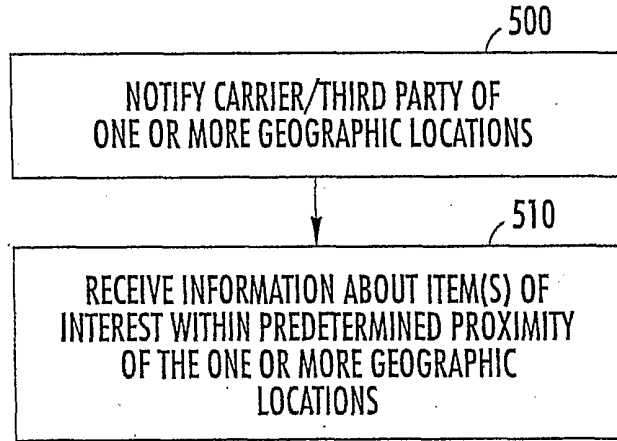 500
NOTIFY CARRIER/THIRD PARTY OF
ONE OR MORE GEOGRAPHIC LOCATIONS
510
RECEIVE INFORMATION ABOUT ITEM(S) OF
INTEREST WITHIN PREDETERMINED PROXIMITY
OF THE ONE OR MORE GEOGRAPHIC
LOCATIONS